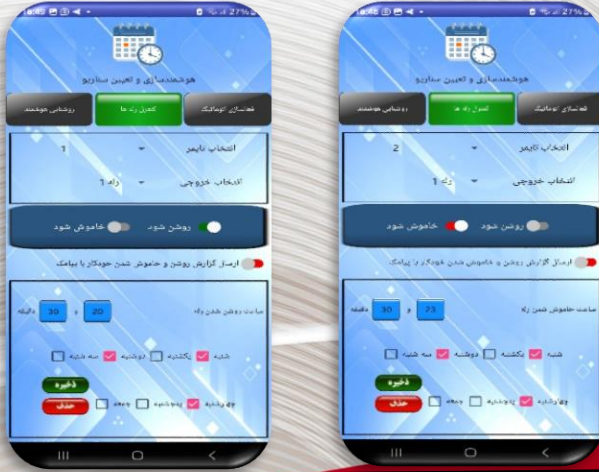 16:49 27%
هوشمندسازی و تعیین سناریو
فعالسازی اتوماتیک کنترل رله ها روشنایی هوشمند
انتخاب تایمر 1
انتخاب خروجی رله 1
روشن شود خاموش شود
ارسال گزارش روشن و خاموش شدن خودکار با پیامک
ساعت روشن شدن رله 20 و 30 دقیقه
شنبه یکشنبه دوشنبه سه شنبه
چهارشنبه پنجشنبه جمعه
ذخیره
حذف
27%
هوشمندسازی و تعیین سناریو
فعالسازی اتوماتیک کنترل رله ها روشنایی هوشمند
انتخاب تایمر 2
انتخاب خروجی رله 1
روشن شود خاموش شود
ارسال گزارش روشن و خاموش شدن خودکار با پیامک
ساعت خاموش شدن رله 23 و 30 دقیقه
شنبه یکشنبه دوشنبه سه شنبه
چهارشنبه پنجشنبه جمعه
ذخیره
حذف